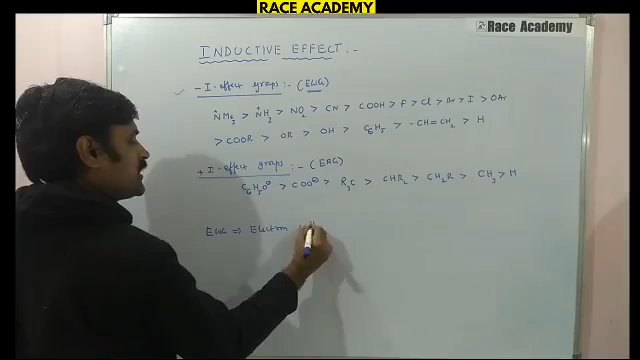 RACE ACADEMY
Race Academy
INDUCTIVE EFFECT :-
- I - effect groups :- (EWG)
N⁺Me₃ > N⁺H₃ > NO₂ > CN > COOH > F > Cl > Br > I > OAr
> COOR > OR > OH > C₆H₅ > -CH=CH₂ > H
+ I - effect groups :- (ERG)
C₆H₅O⊖ > COO⊖ > R₃C > CHR₂ > CH₂R > CH₃ > H
EWG ⇒ Electron